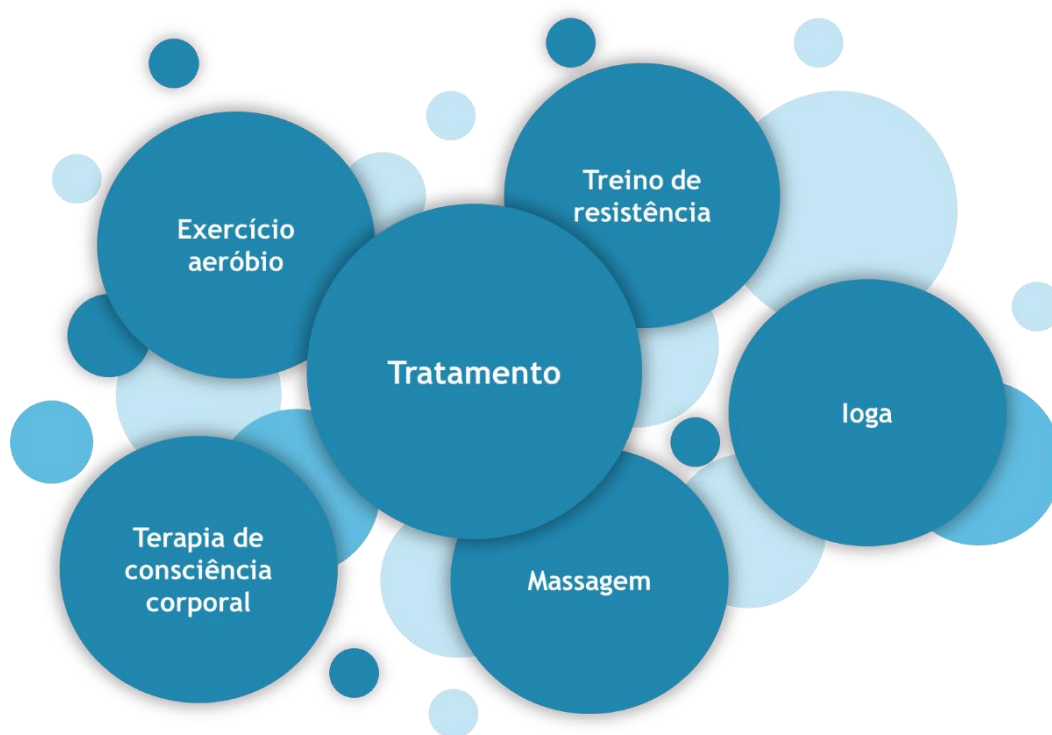 Treino de
resistência
Exercício
aeróbio
Tratamento
Ioga
Terapia de
consciência
corporal
Massagem